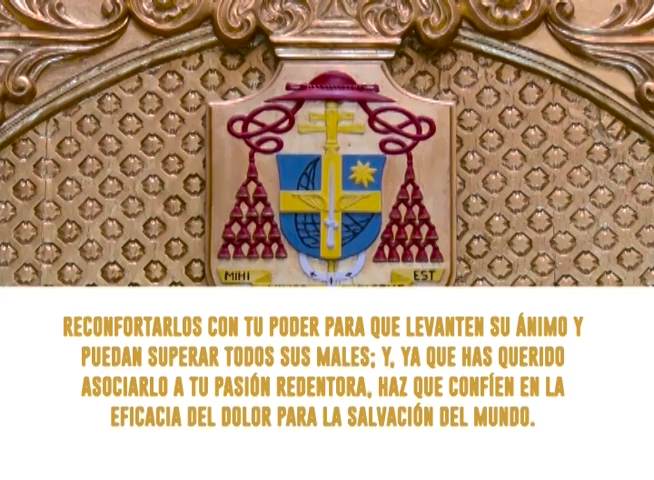 MIHI
EST
RECONFORTARLOS CON TU PODER PARA QUE LEVANTEN SU ÁNIMO Y
PUEDAN SUPERAR TODOS SUS MALES; Y, YA QUE HAS QUERIDO
ASOCIARLO A TU PASIÓN REDENTORA, HAZ QUE CONFÍEN EN LA
EFICACIA DEL DOLOR PARA LA SALVACIÓN DEL MUNDO.